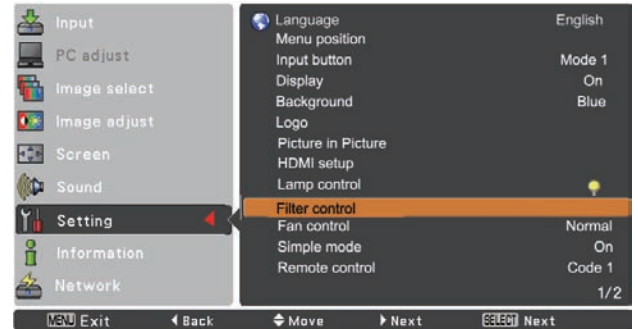 Input
PC adjust
Image select
Image adjust
Screen
Sound
Setting
Information
Network
Language English
Menu position
Input button Mode 1
Display On
Background Blue
Logo
Picture in Picture
HDMI setup
Lamp control
Filter control
Fan control Normal
Simple mode On
Remote control Code 1
1/2
MENU Exit Back Move Next SELECT Next